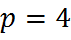 p = 4